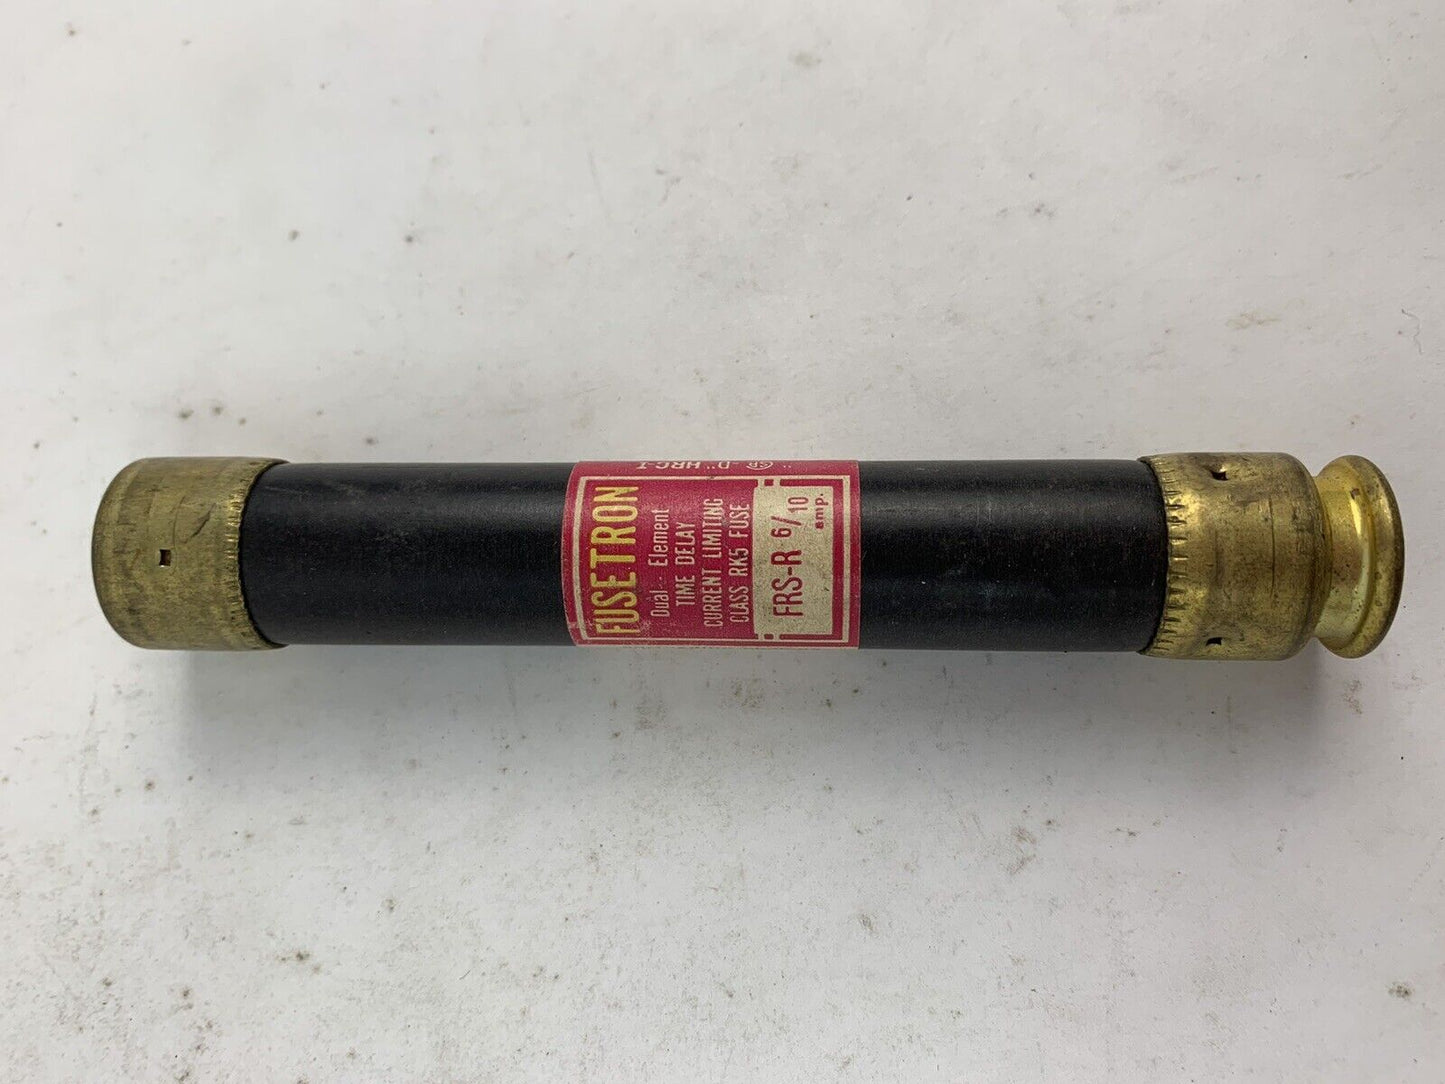 FUSETRON
Dual-Element
TIME DELAY
CURRENT LIMITING
CLASS RK5 FUSE
FRS-R 6/10
amp.
"D" HRC-I